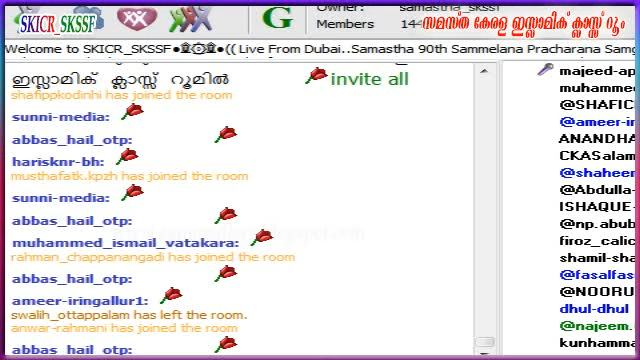 SKICR_SKSSF
Owner: samastha_skssf
Members 144
സമസ്ത കേരള ഇസ്ലാമിക് ക്ലാസ്സ് റൂം
Welcome to SKICR_SKSSF●۩۞۩●(( Live From Dubai..Samastha 90th Sammelana Pracharana Samg
ഇസ്ലാമിക് ക്ലാസ്സ് റൂമിൽ invite all
shafippkodinhi has joined the room
sunni-media:
abbas_hail_otp:
harisknr-bh:
musthafatk.kpzh has joined the room
sunni-media:
abbas_hail_otp:
muhammed_ismail_vatakara:
rahman_chappanangadi has joined the room
abbas_hail_otp:
ameer-iringallur1:
swalih_ottappalam has left the room.
anwar-rahmani has joined the room
abbas_hail_otp:
majeed-ap
muhamme
@SHAFIC
@ameer-ir
ANANDHA
CKASalam
@shaheer
@Abdulla-
ISHAQUE-
@np.abub
firoz_calic
shamil-sha
@fasalfas
@NOORU
dhul-dhul
@najeem.
kunhamma